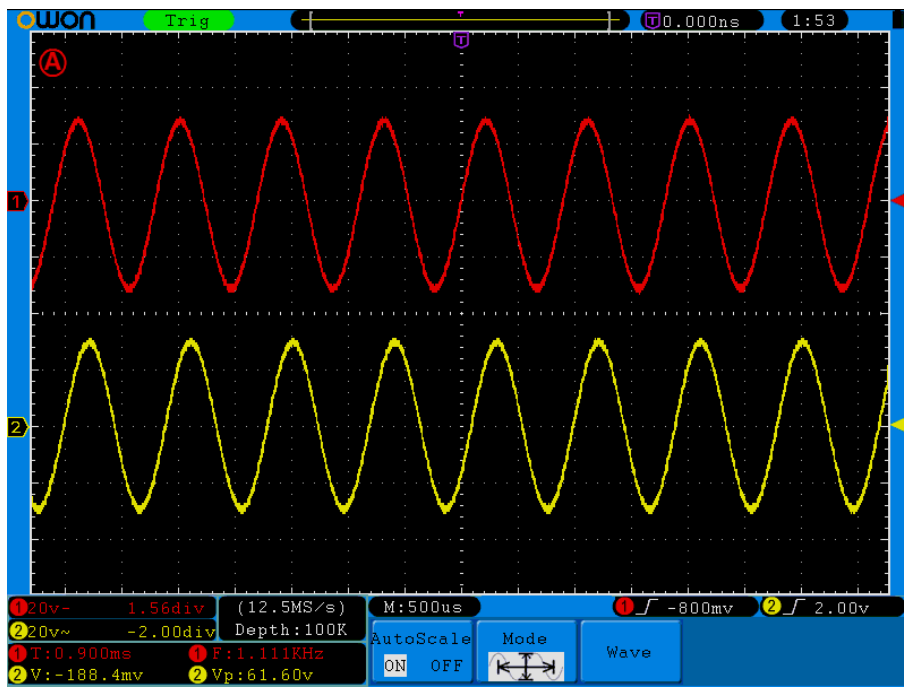 OWON Trig T 0.000ns 1:53
T
A
1
2
1 20v- 1.56div (12.5MS/s) M:500us 1 -800mv 2 2.00v
2 20v~ -2.00div Depth:100K
1 T:0.900ms 1 F:1.111KHz
2 V:-188.4mv 2 Vp:61.60v
AutoScale Mode Wave
ON OFF